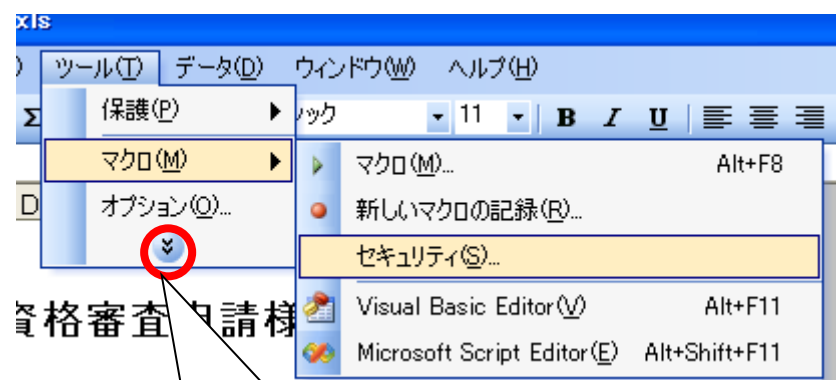 xls
) ツール(T) データ(D) ウィンドウ(W) ヘルプ(H)
Σ 保護(P) ック 11 B I U
マクロ(M) マクロ(M)... Alt+F8
D オプション(O)... 新しいマクロの記録(R)...
セキュリティ(S)...
資格審査申請様 Visual Basic Editor(V) Alt+F11
Microsoft Script Editor(E) Alt+Shift+F11